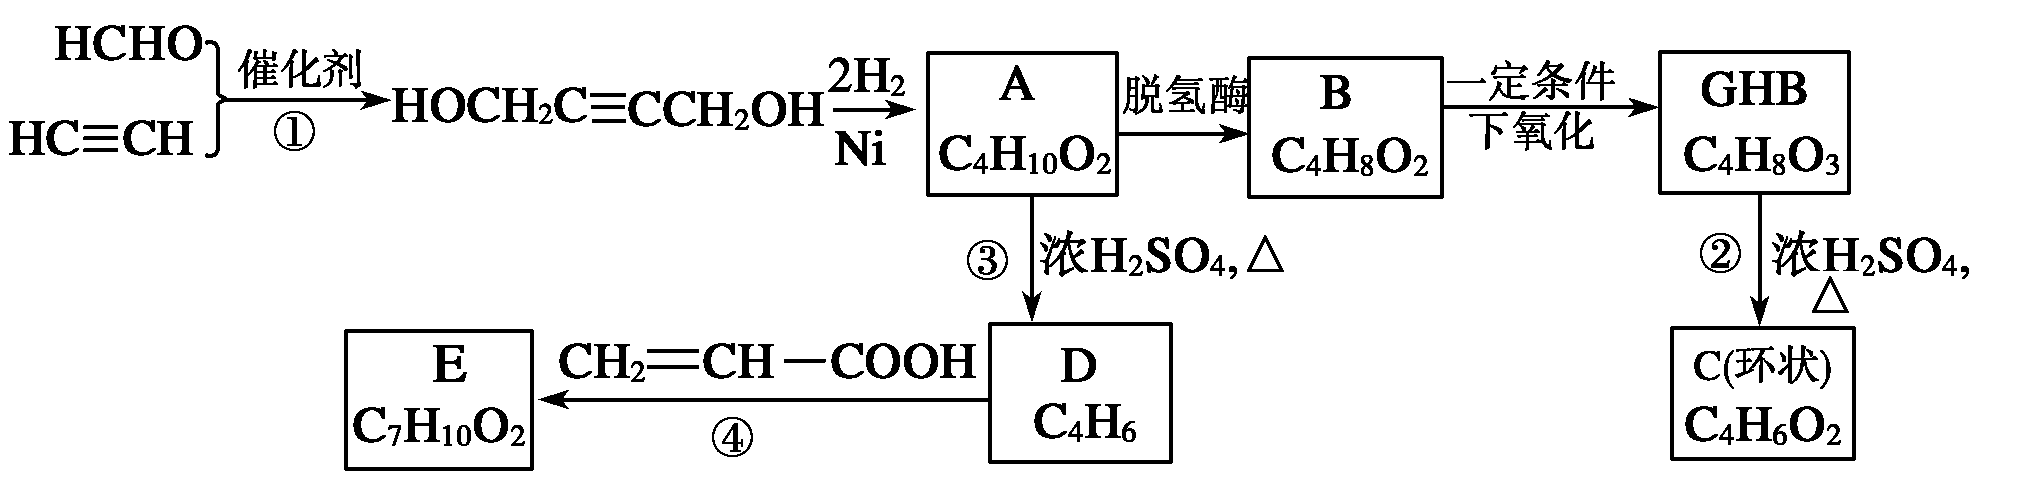 HCHO
HC≡CH
催化剂
①
HOCH₂C≡CCH₂OH
2H₂
Ni
A
C₄H₁₀O₂
脱氢酶
B
C₄H₈O₂
一定条件
下氧化
GHB
C₄H₈O₃
③
浓H₂SO₄,△
②
浓H₂SO₄,
△
E
C₇H₁₀O₂
CH₂=CH—COOH
④
D
C₄H₆
C(环状)
C₄H₆O₂